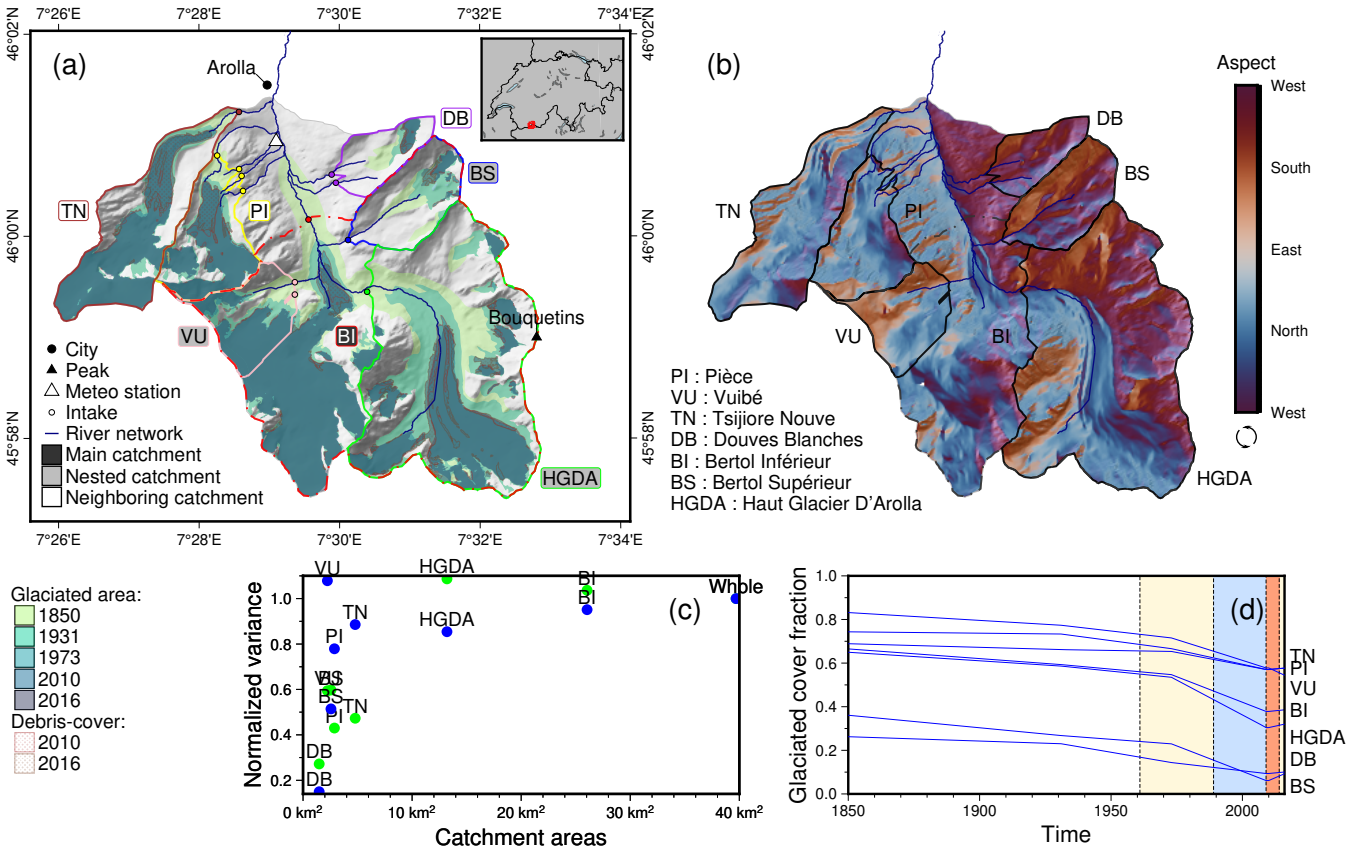 7°26'E
7°28'E
7°30'E
7°32'E
7°34'E
46°02'N
46°00'N
45°58'N
(a)
Arolla
DB
BS
TN
PI
VU
BI
Bouquetins
HGDA
City
Peak
Meteo station
Intake
River network
Main catchment
Nested catchment
Neighboring catchment
7°26'E
7°28'E
7°30'E
7°32'E
7°34'E
46°02'N
46°00'N
45°58'N
(b)
DB
BS
TN
PI
VU
BI
HGDA
PI : Pièce
VU : Vuibé
TN : Tsijiore Nouve
DB : Douves Blanches
BI : Bertol Inférieur
BS : Bertol Supérieur
HGDA : Haut Glacier D'Arolla
Aspect
West
South
East
North
West
Glaciated area:
1850
1931
1973
2010
2016
Debris-cover:
2010
2016
(c)
Normalized variance
1.0
0.8
0.6
0.4
0.2
VU
HGDA
BI
BI
Whole
TN
HGDA
PI
VU
BS
BS
PI
TN
DB
DB
0 km²
10 km²
20 km²
30 km²
40 km²
Catchment areas
(d)
Glaciated cover fraction
1.0
0.8
0.6
0.4
0.2
0.0
TN
PI
VU
BI
HGDA
DB
BS
1850
1900
1950
2000
Time